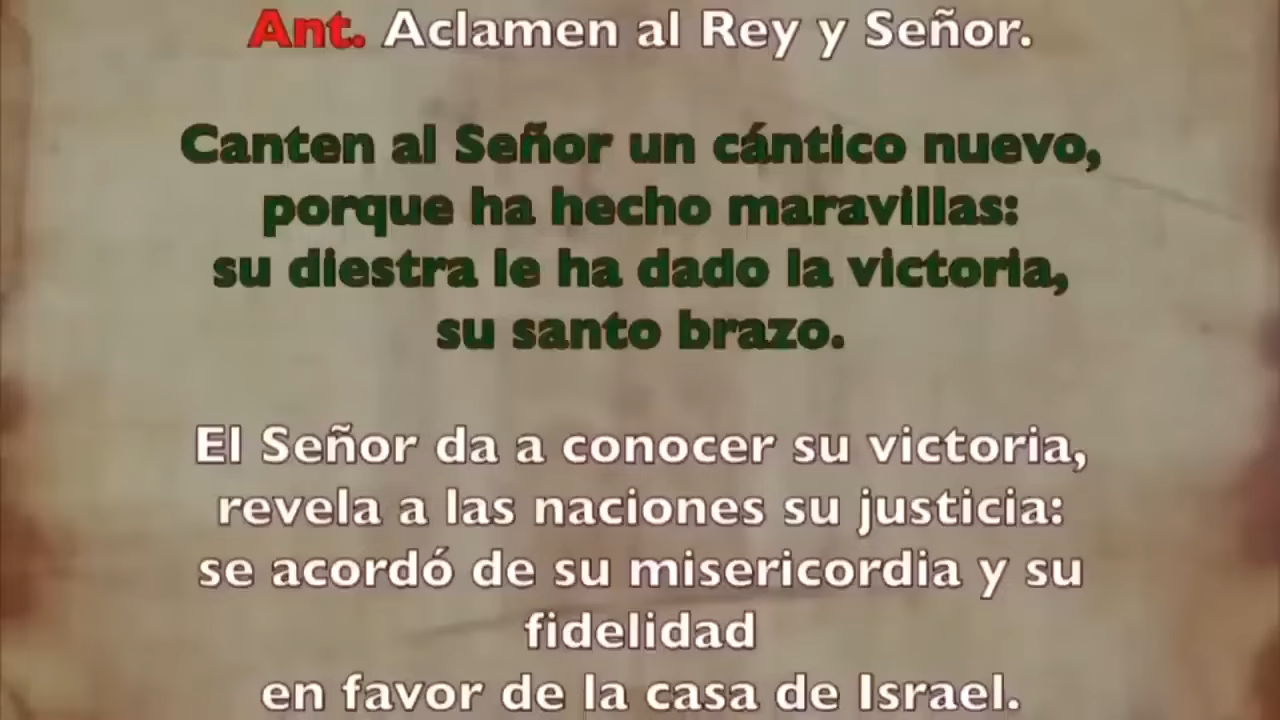 Ant. Aclamen al Rey y Señor.
Canten al Señor un cántico nuevo,
porque ha hecho maravillas:
su diestra le ha dado la victoria,
su santo brazo.
El Señor da a conocer su victoria,
revela a las naciones su justicia:
se acordó de su misericordia y su
fidelidad
en favor de la casa de Israel.